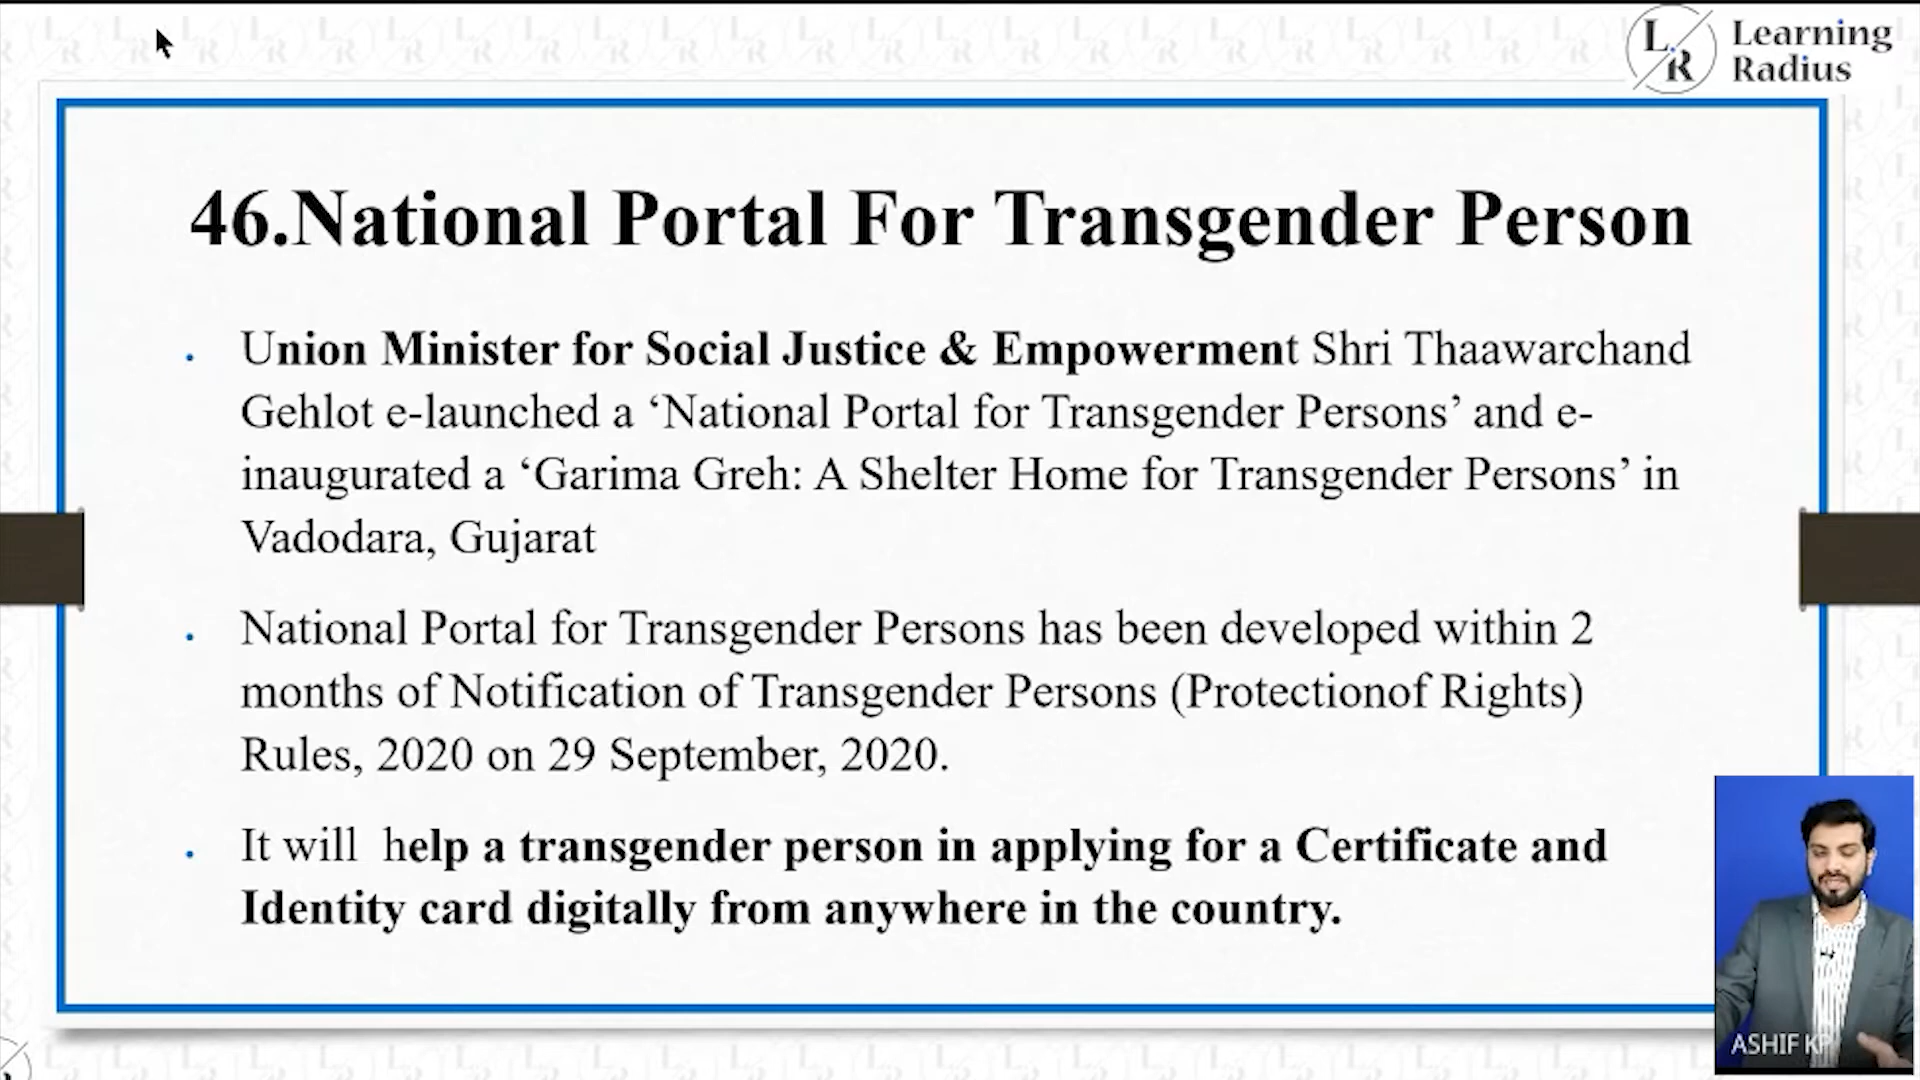 L
R
Learning
Radius
46.National Portal For Transgender Person
Union Minister for Social Justice & Empowerment Shri Thaawarchand
Gehlot e-launched a ‘National Portal for Transgender Persons’ and e-
inaugurated a ‘Garima Greh: A Shelter Home for Transgender Persons’ in
Vadodara, Gujarat
National Portal for Transgender Persons has been developed within 2
months of Notification of Transgender Persons (Protectionof Rights)
Rules, 2020 on 29 September, 2020.
It will help a transgender person in applying for a Certificate and
Identity card digitally from anywhere in the country.
ASHIF KP